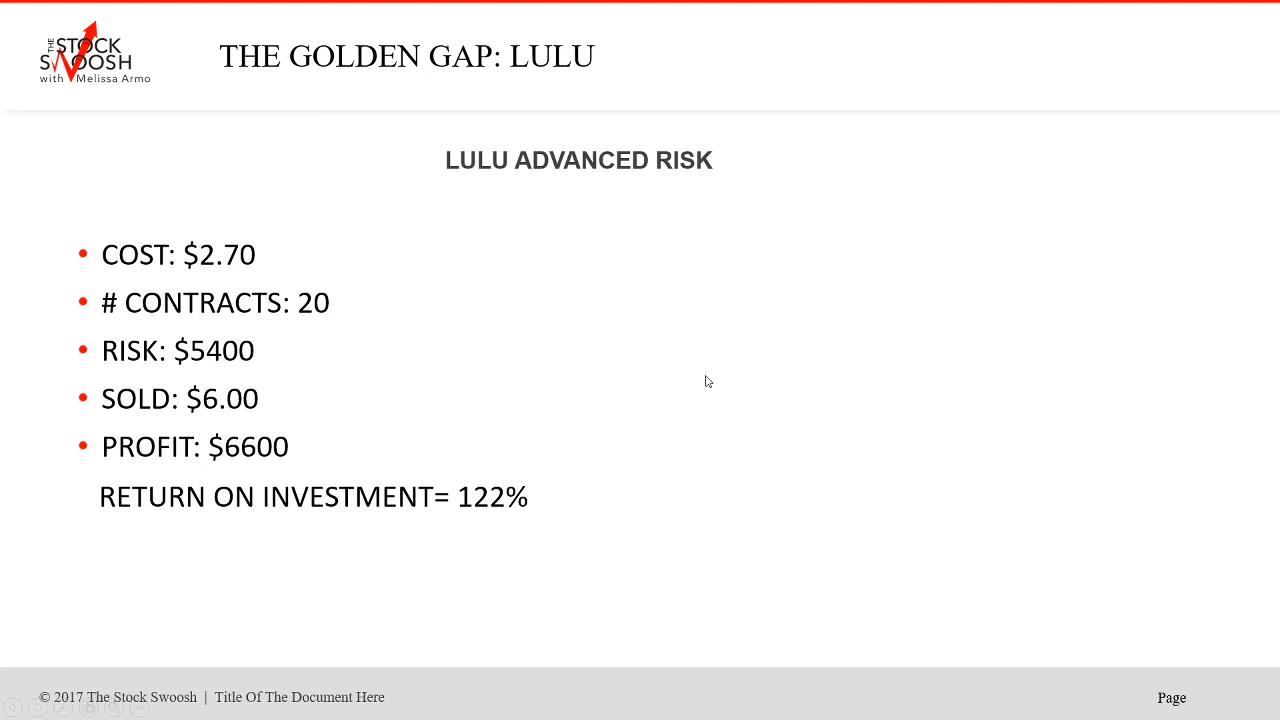 THE STOCK
SWOOSH
with Melissa Armo
THE GOLDEN GAP: LULU
LULU ADVANCED RISK
• COST: $2.70
• # CONTRACTS: 20
• RISK: $5400
• SOLD: $6.00
• PROFIT: $6600
RETURN ON INVESTMENT= 122%
© 2017 The Stock Swoosh | Title Of The Document Here
Page